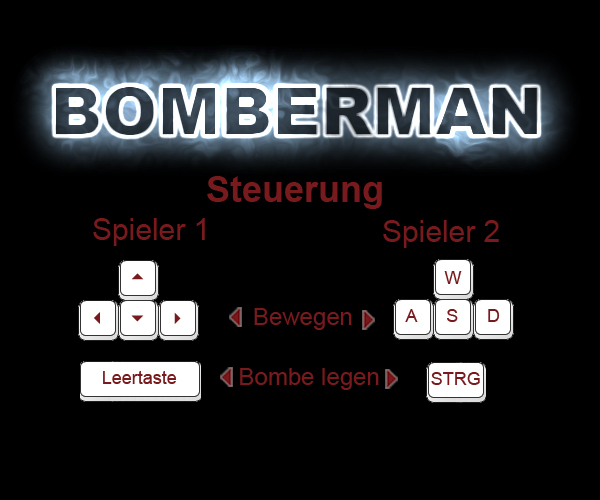 BOMBERMAN
Steuerung
Spieler 1
Spieler 2
W
A S D
Bewegen
Leertaste
Bombe legen
STRG